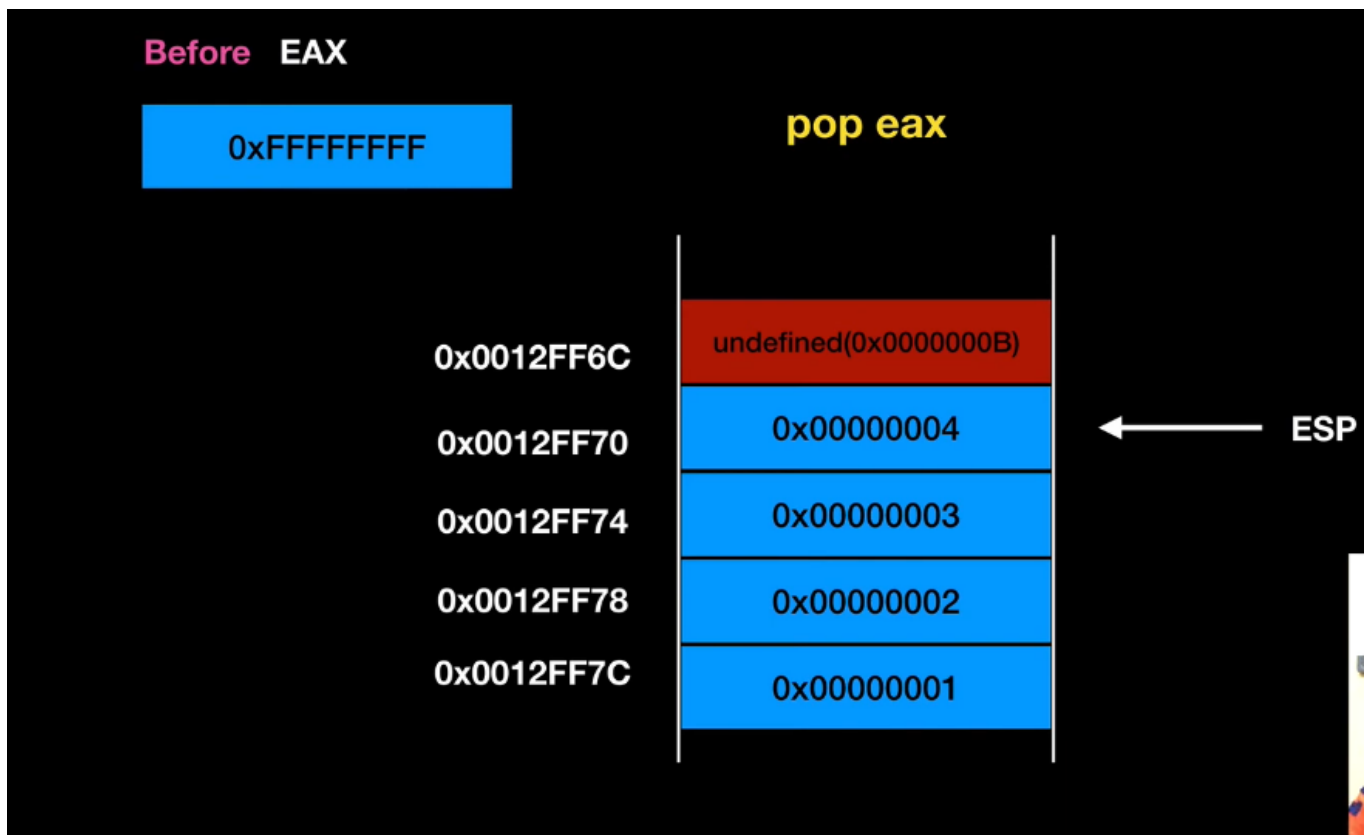 Before EAX
0xFFFFFFFF
pop eax
0x0012FF6C undefined(0x0000000B)
0x0012FF70 0x00000004 ESP
0x0012FF74 0x00000003
0x0012FF78 0x00000002
0x0012FF7C 0x00000001